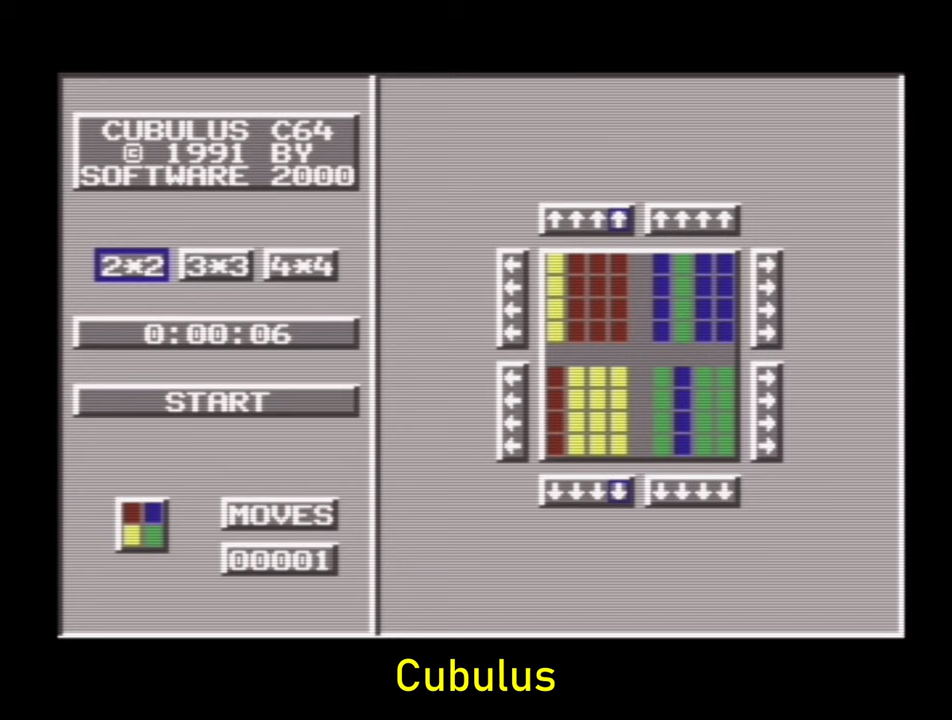 CUBULUS C64
© 1991 BY
SOFTWARE 2000
2*2 3*3 4*4
0:00:06
START
MOVES
00001
Cubulus